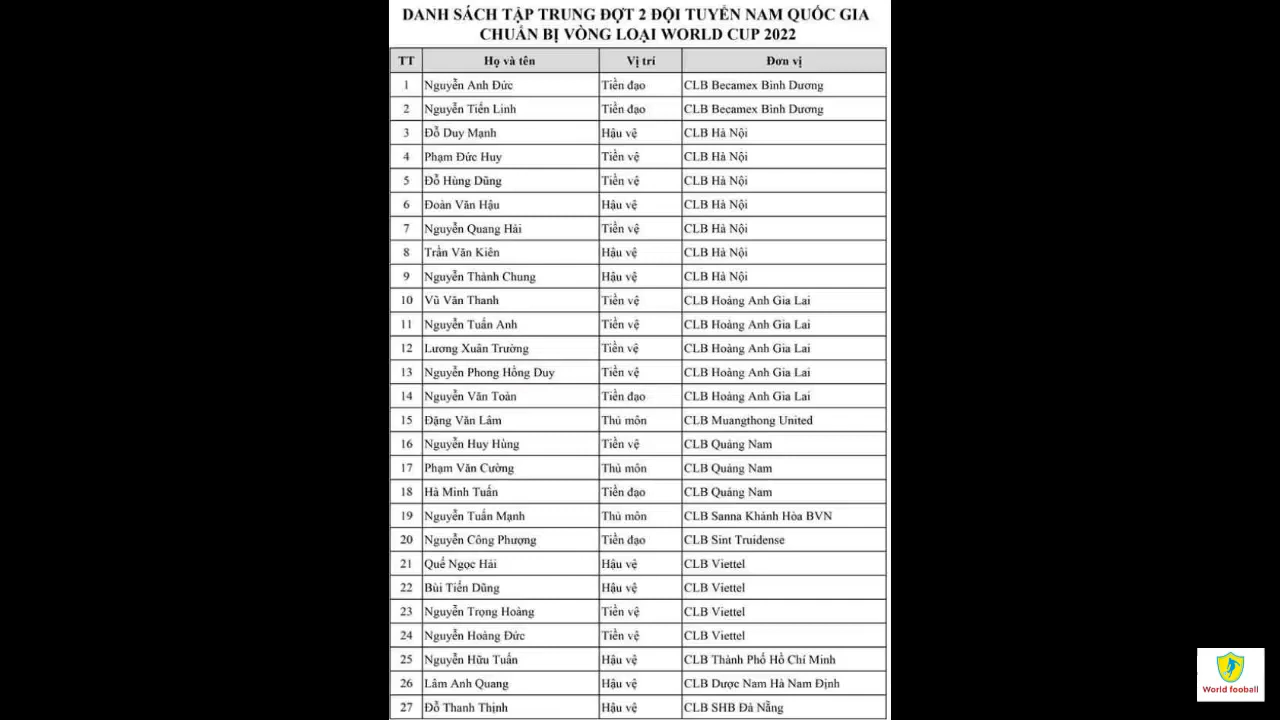 DANH SÁCH TẬP TRUNG ĐỢT 2 ĐỘI TUYỂN NAM QUỐC GIA
CHUẨN BỊ VÒNG LOẠI WORLD CUP 2022
TT Họ và tên Vị trí Đơn vị
1 Nguyễn Anh Đức Tiền đạo CLB Becamex Bình Dương
2 Nguyễn Tiến Linh Tiền đạo CLB Becamex Bình Dương
3 Đỗ Duy Mạnh Hậu vệ CLB Hà Nội
4 Phạm Đức Huy Tiền vệ CLB Hà Nội
5 Đỗ Hùng Dũng Tiền vệ CLB Hà Nội
6 Đoàn Văn Hậu Hậu vệ CLB Hà Nội
7 Nguyễn Quang Hải Tiền vệ CLB Hà Nội
8 Trần Văn Kiên Hậu vệ CLB Hà Nội
9 Nguyễn Thành Chung Hậu vệ CLB Hà Nội
10 Vũ Văn Thanh Tiền vệ CLB Hoàng Anh Gia Lai
11 Nguyễn Tuấn Anh Tiền vệ CLB Hoàng Anh Gia Lai
12 Lương Xuân Trường Tiền vệ CLB Hoàng Anh Gia Lai
13 Nguyễn Phong Hồng Duy Tiền vệ CLB Hoàng Anh Gia Lai
14 Nguyễn Văn Toàn Tiền đạo CLB Hoàng Anh Gia Lai
15 Đặng Văn Lâm Thủ môn CLB Muangthong United
16 Nguyễn Huy Hùng Tiền vệ CLB Quảng Nam
17 Phạm Văn Cường Thủ môn CLB Quảng Nam
18 Hà Minh Tuấn Tiền đạo CLB Quảng Nam
19 Nguyễn Tuấn Mạnh Thủ môn CLB Sanna Khánh Hòa BVN
20 Nguyễn Công Phượng Tiền đạo CLB Sint Truidense
21 Quế Ngọc Hải Hậu vệ CLB Viettel
22 Bùi Tiến Dũng Hậu vệ CLB Viettel
23 Nguyễn Trọng Hoàng Tiền vệ CLB Viettel
24 Nguyễn Hoàng Đức Tiền vệ CLB Viettel
25 Nguyễn Hữu Tuấn Hậu vệ CLB Thành Phố Hồ Chí Minh
26 Lâm Anh Quang Hậu vệ CLB Dược Nam Hà Nam Định
27 Đỗ Thanh Thịnh Hậu vệ CLB SHB Đà Nẵng
World fooball